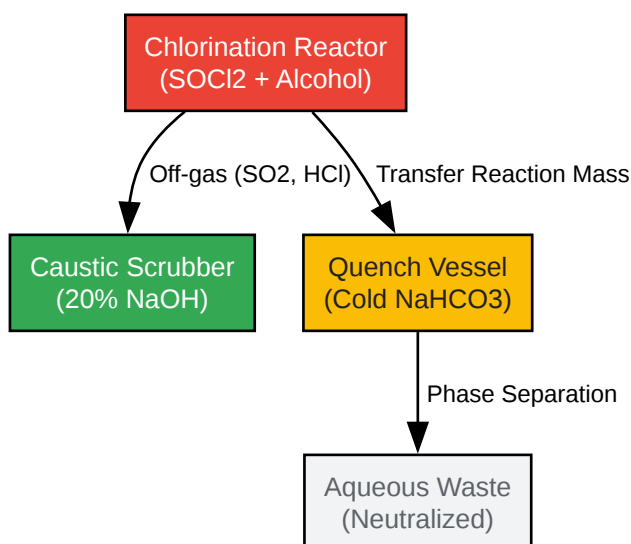 Chlorination Reactor
(SOCl2 + Alcohol)
Off-gas (SO2, HCl)
Transfer Reaction Mass
Caustic Scrubber
(20% NaOH)
Quench Vessel
(Cold NaHCO3)
Phase Separation
Aqueous Waste
(Neutralized)